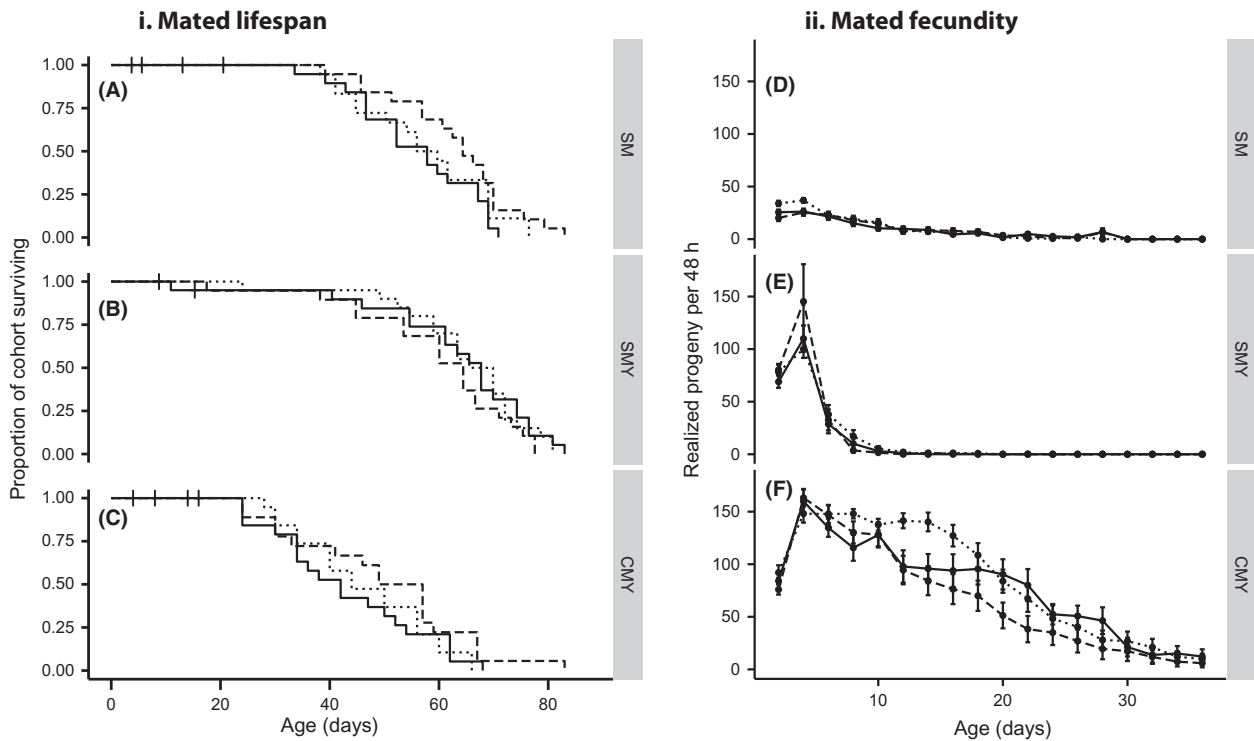 i. Mated lifespan
ii. Mated fecundity
Proportion of cohort surviving
(A)
1.00
0.75
0.50
0.25
0.00
SM
(B)
1.00
0.75
0.50
0.25
0.00
SMY
(C)
1.00
0.75
0.50
0.25
0.00
CMY
0 20 40 60 80
Age (days)
Realized progeny per 48 h
(D)
150
100
50
0
SM
(E)
150
100
50
0
SMY
(F)
150
100
50
0
CMY
10 20 30
Age (days)